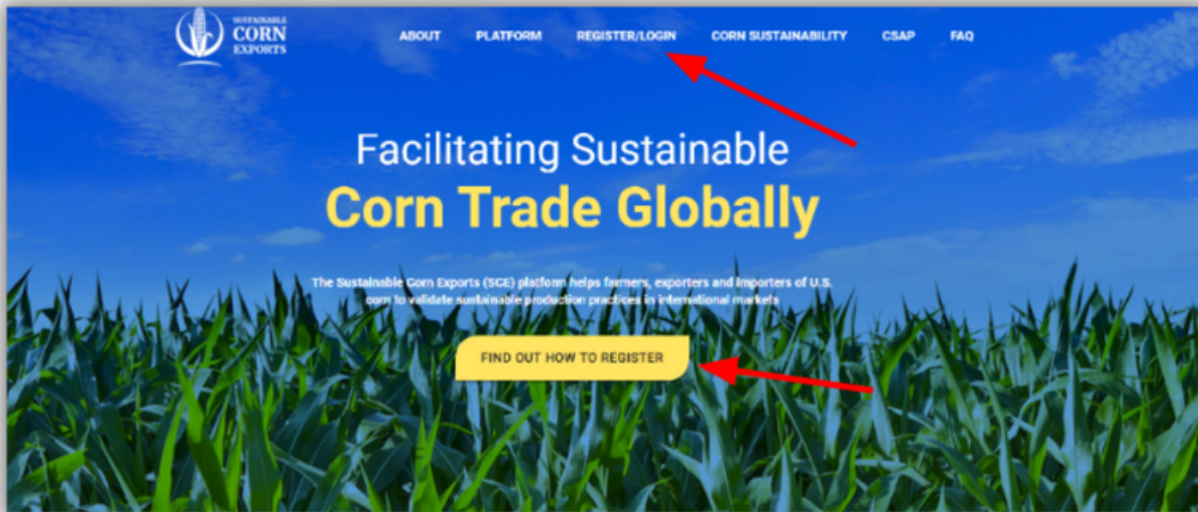 SUSTAINABLE
CORN
EXPORTS
ABOUT PLATFORM REGISTER/LOGIN CORN SUSTAINABILITY CSAP FAQ
Facilitating Sustainable
Corn Trade Globally
The Sustainable Corn Exports (SCE) platform helps farmers, exporters and importers of U.S.
corn to validate sustainable production practices in international markets
FIND OUT HOW TO REGISTER